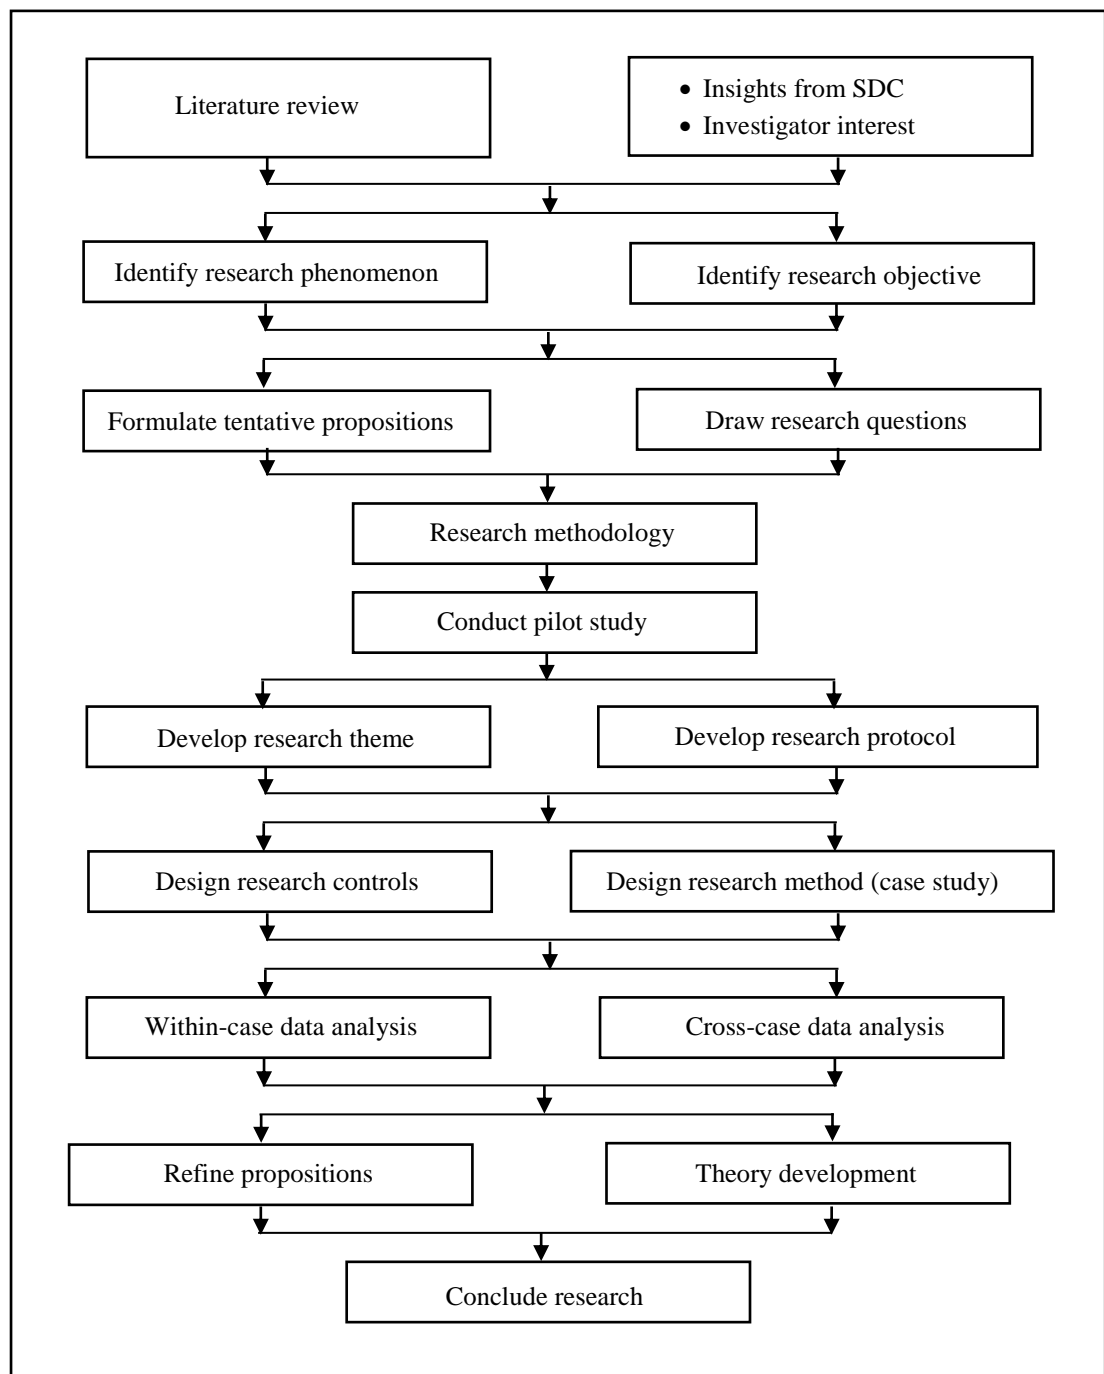 Literature review
• Insights from SDC
• Investigator interest
Identify research phenomenon
Identify research objective
Formulate tentative propositions
Draw research questions
Research methodology
Conduct pilot study
Develop research theme
Develop research protocol
Design research controls
Design research method (case study)
Within-case data analysis
Cross-case data analysis
Refine propositions
Theory development
Conclude research